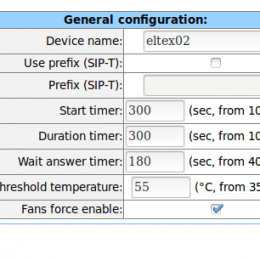 General configuration:
Device name: eltex02
Use prefix (SIP-T):
Prefix (SIP-T):
Start timer: 300 (sec, from 10
Duration timer: 300 (sec, from 10
Wait answer timer: 180 (sec, from 40
hreshold temperature: 55 (°C, from 35
Fans force enable: